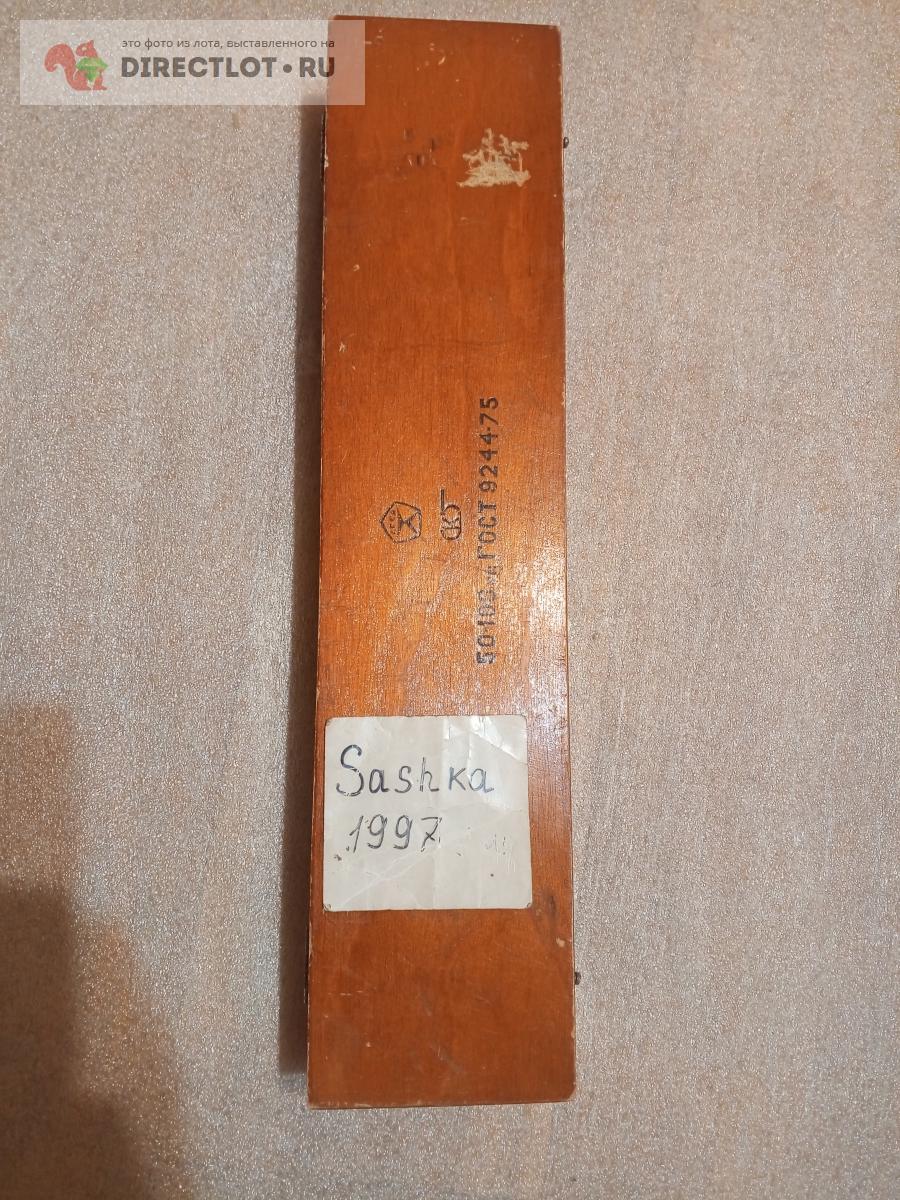 это фото из лота, выставленного на
DIRECTLOT•RU
50-100 ГОСТ 9244-75
Sashka
1997